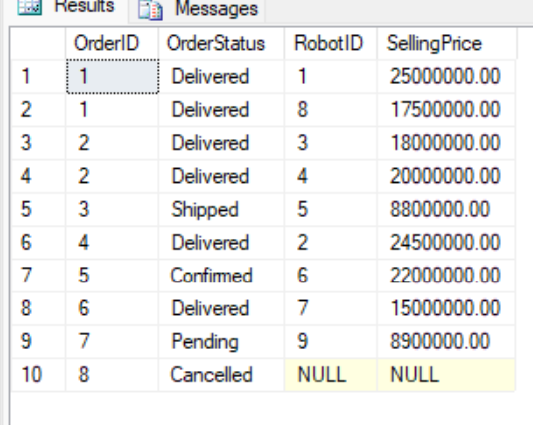 Results Messages
OrderID OrderStatus RobotID SellingPrice
1 1 Delivered 1 25000000.00
2 1 Delivered 8 17500000.00
3 2 Delivered 3 18000000.00
4 2 Delivered 4 20000000.00
5 3 Shipped 5 8800000.00
6 4 Delivered 2 24500000.00
7 5 Confirmed 6 22000000.00
8 6 Delivered 7 15000000.00
9 7 Pending 9 8900000.00
10 8 Cancelled NULL NULL